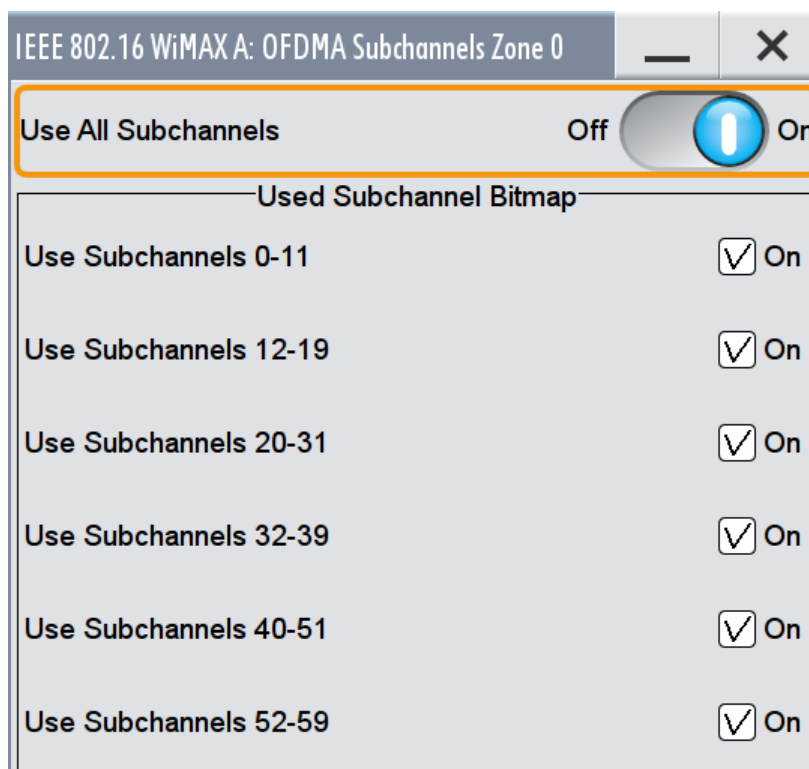 IEEE 802.16 WiMAX A: OFDMA Subchannels Zone 0
Use All Subchannels Off On
Used Subchannel Bitmap
Use Subchannels 0-11 On
Use Subchannels 12-19 On
Use Subchannels 20-31 On
Use Subchannels 32-39 On
Use Subchannels 40-51 On
Use Subchannels 52-59 On